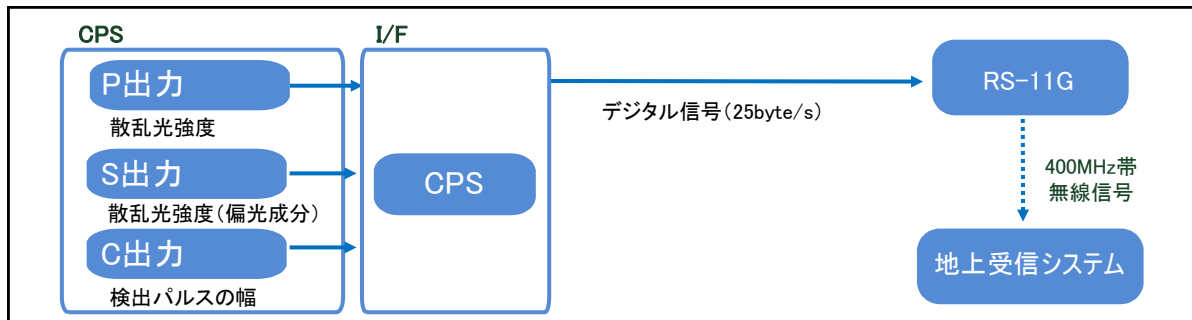 CPS
I/F
P出力
散乱光強度
S出力
散乱光強度(偏光成分)
C出力
検出パルスの幅
CPS
デジタル信号(25byte/s)
RS-11G
400MHz帯
無線信号
地上受信システム